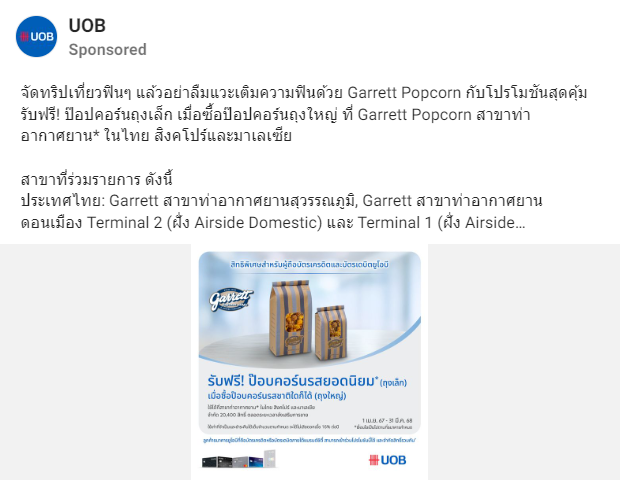 UOB
UOB
Sponsored
จัดทริปเที่ยวฟินๆ แล้วอย่าลืมแวะเติมความฟินด้วย Garrett Popcorn กับโปรโมชันสุดคุ้ม
รับฟรี! ป๊อปคอร์นถุงเล็ก เมื่อซื้อป๊อปคอร์นถุงใหญ่ ที่ Garrett Popcorn สาขาท่า
อากาศยาน* ในไทย สิงคโปร์และมาเลเซีย
สาขาที่ร่วมรายการ ดังนี้
ประเทศไทย: Garrett สาขาท่าอากาศยานสุวรรณภูมิ, Garrett สาขาท่าอากาศยาน
ดอนเมือง Terminal 2 (ฝั่ง Airside Domestic) และ Terminal 1 (ฝั่ง Airside…
สิทธิพิเศษสำหรับผู้ถือบัตรเครดิตและบัตรเดบิตยูโอบี
Garrett
รับฟรี! ป๊อบคอร์นรสยอดนิยม* (ถุงเล็ก)
เมื่อซื้อป๊อบคอร์นรสชาติใดก็ได้ (ถุงใหญ่)
1 เม.ย. 67 - 31 มี.ค. 68
UOB